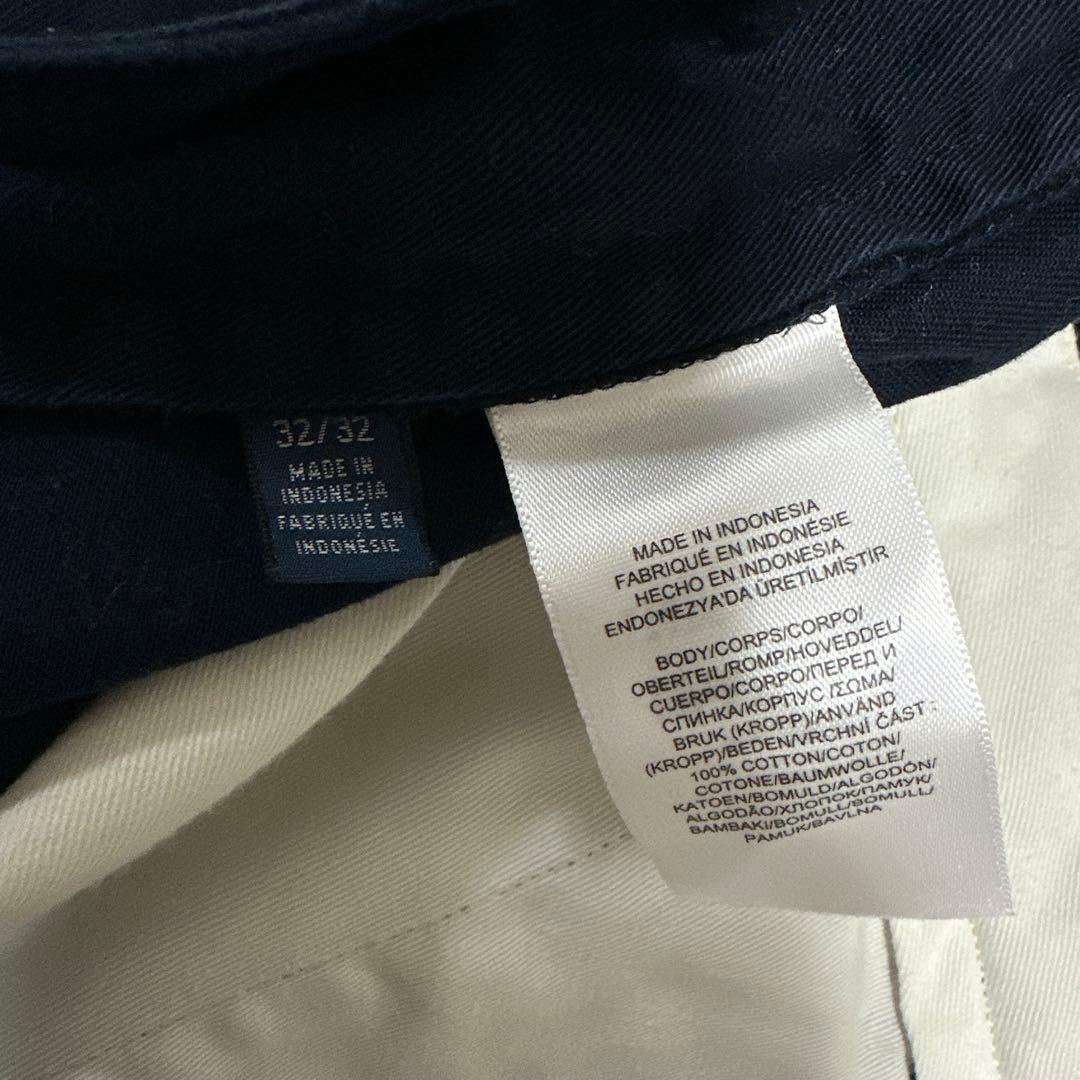 32/32
MADE IN
INDONESIA
FABRIQUÉ EN
INDONÉSIE
MADE IN INDONESIA
FABRIQUÉ EN INDONÉSIE
HECHO EN INDONESIA
ENDONEZYA'DA ÜRETILMIŞTIR
BODY/CORPS/CORPO/
OBERTEIL/ROMP/HOVEDDEL/
CUERPO/CORPO/ПЕРЕД И
СПИНКА/КОРПУС /ΣΩΜΑ/
BRUK (KROPP)/ANVÄND
(KROPP)/BEDEN/VRCHNÍ ČÁST :
100% COTTON/COTON/
COTONE/BAUMWOLLE/
KATOEN/BOMULD/ALGODÓN/
ALGODÃO/ХЛОПОК/ПАМУК/
BAMBAKI/BOMULL/BOMULL/
PAMUK/BAVLNA